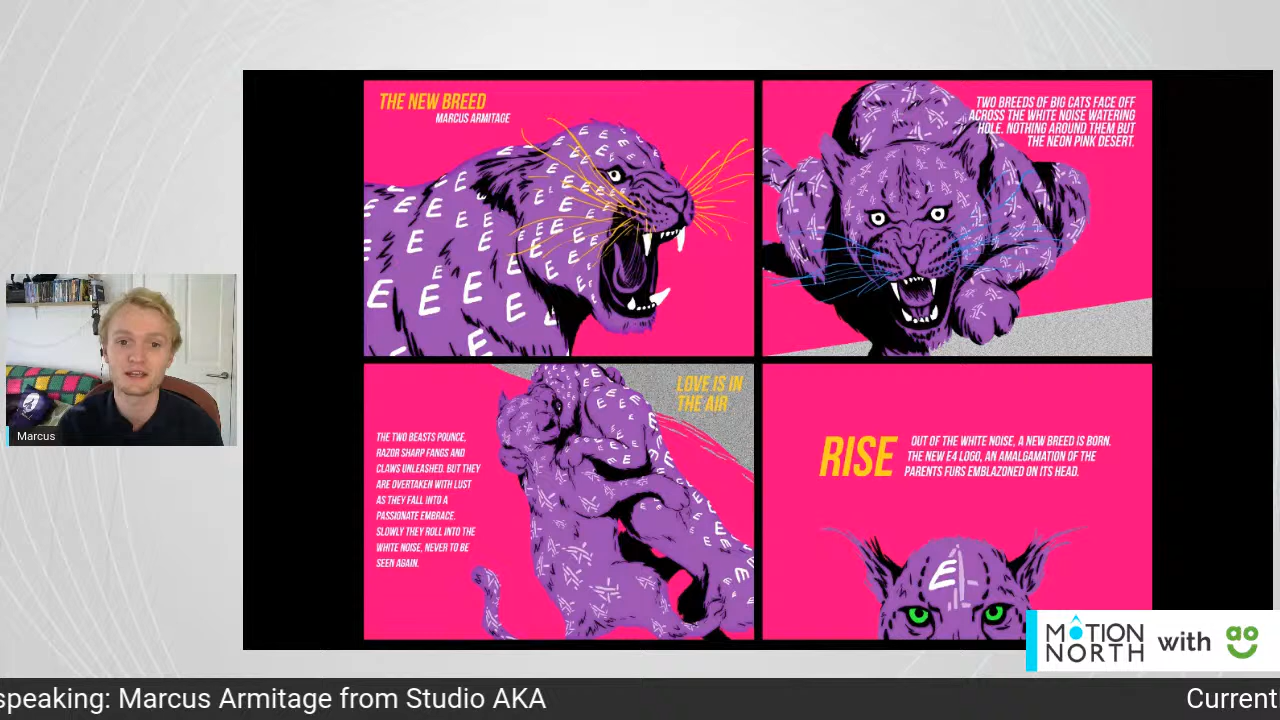 THE NEW BREED
MARCUS ARMITAGE
TWO BREEDS OF BIG CATS FACE OFF
ACROSS THE WHITE NOISE WATERING
HOLE. NOTHING AROUND THEM BUT
THE NEON PINK DESERT.
LOVE IS IN
THE AIR
THE TWO BEASTS POUNCE,
RAZOR SHARP FANGS AND
CLAWS UNLEASHED. BUT THEY
ARE OVERTAKEN WITH LUST
AS THEY FALL INTO A
PASSIONATE EMBRACE.
SLOWLY THEY ROLL INTO THE
WHITE NOISE, NEVER TO BE
SEEN AGAIN.
RISE
OUT OF THE WHITE NOISE, A NEW BREED IS BORN.
THE NEW E4 LOGO, AN AMALGAMATION OF THE
PARENTS FURS EMBLAZONED ON ITS HEAD.
Marcus
MOTION
NORTH
with
ao
speaking: Marcus Armitage from Studio AKA
Current